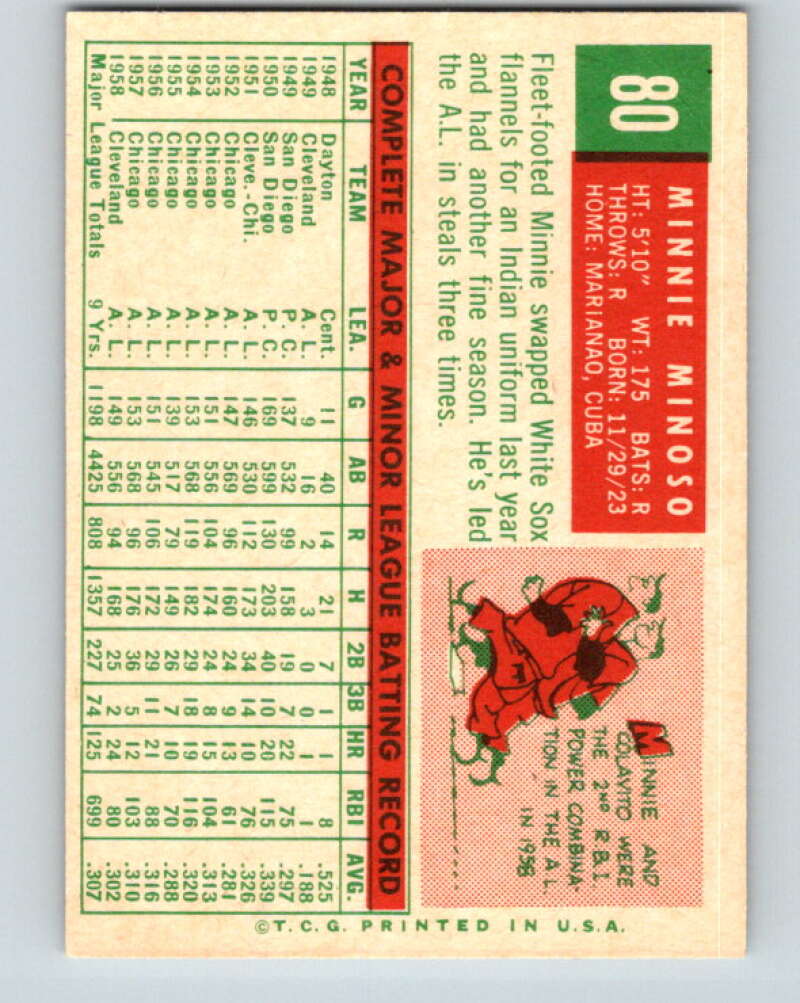 80
MINNIE MINOSO
HT: 5'10" WT: 175 BATS: R
THROWS: R BORN: 11/29/23
HOME: MARIANAO, CUBA
Fleet-footed Minnie swapped White Sox
flannels for an Indian uniform last year
and had another fine season. He's led
the A.L. in steals three times.
MINNIE AND
COLAVITO WERE
THE 2ND R.B.I.
POWER COMBINA-
TION IN THE A.L.
IN 1958
COMPLETE MAJOR & MINOR LEAGUE BATTING RECORD
YEAR TEAM LEA. G AB R H 2B 3B HR RBI AVG.
1948 Dayton Cent. 11 40 14 21 7 1 1 8 .525
1949 Cleveland A. L. 9 16 2 3 0 0 1 1 .188
1949 San Diego P. C. 137 532 99 158 19 7 22 75 .297
1950 San Diego P. C. 169 599 130 203 40 10 20 115 .339
1951 Cleve.-Chi. A. L. 146 530 112 173 34 14 10 76 .326
1952 Chicago A. L. 147 569 96 160 24 9 13 61 .281
1953 Chicago A. L. 151 556 104 174 24 8 15 104 .313
1954 Chicago A. L. 153 568 119 182 29 18 19 116 .320
1955 Chicago A. L. 139 517 79 149 26 7 10 70 .288
1956 Chicago A. L. 151 545 106 172 29 11 21 88 .316
1957 Chicago A. L. 153 568 96 176 36 5 12 103 .310
1958 Cleveland A. L. 149 556 94 168 25 2 24 80 .302
Major League Totals 9 Yrs. 1198 4425 808 1357 227 74 125 699 .307
© T.C.G. PRINTED IN U.S.A.